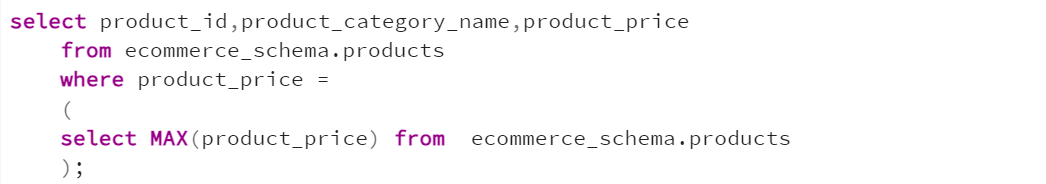 select product_id,product_category_name,product_price
from ecommerce_schema.products
where product_price =
(
select MAX(product_price) from  ecommerce_schema.products
);